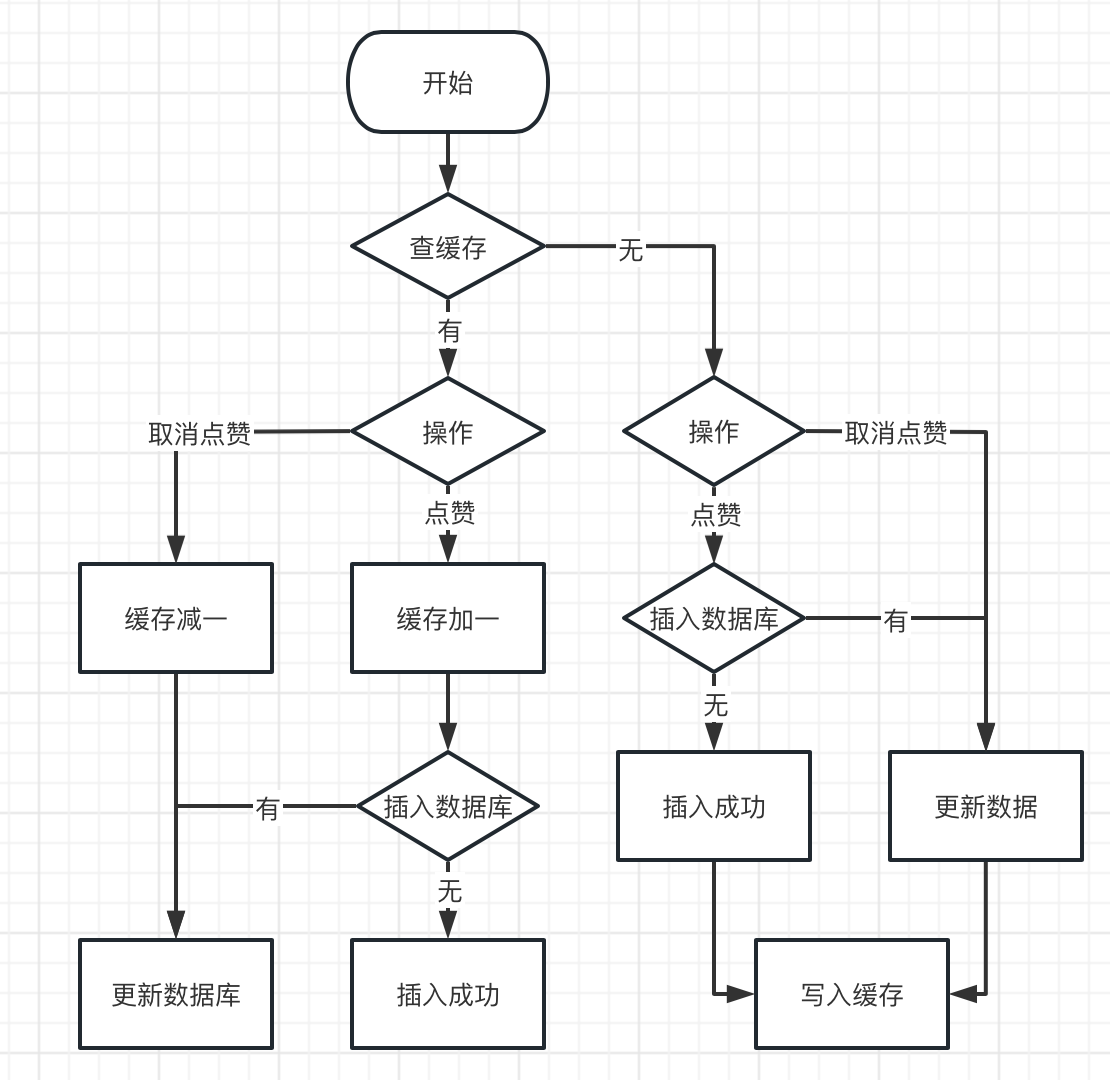 开始
查缓存
无
有
操作
操作
取消点赞
取消点赞
点赞
点赞
缓存减一
缓存加一
插入数据库
有
无
插入数据库
有
插入成功
更新数据
无
更新数据库
插入成功
写入缓存